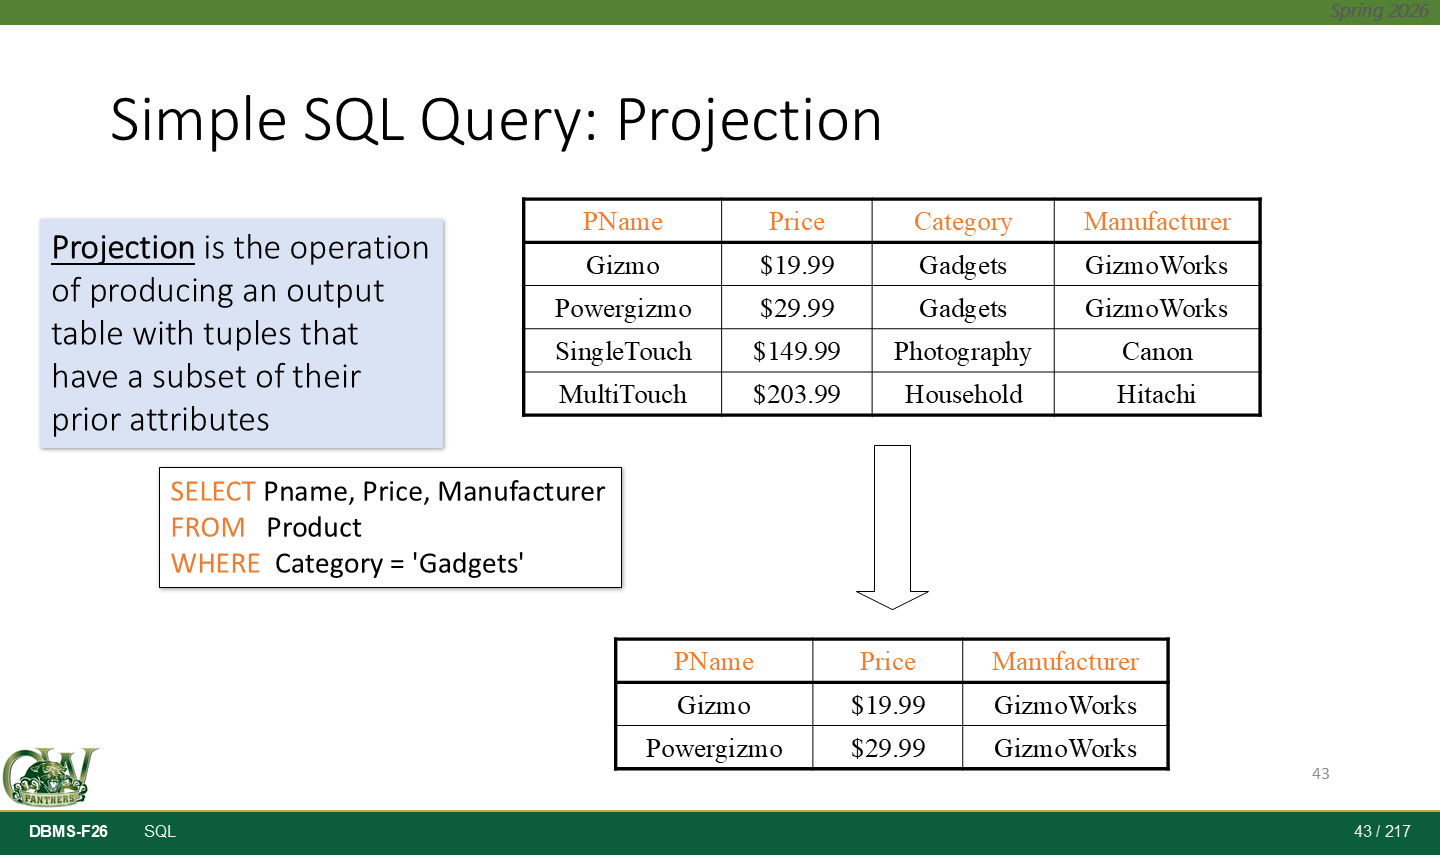 Spring 2026
Simple SQL Query: Projection
Projection is the operation
of producing an output
table with tuples that
have a subset of their
prior attributes
PName Price Category Manufacturer
Gizmo $19.99 Gadgets GizmoWorks
Powergizmo $29.99 Gadgets GizmoWorks
SingleTouch $149.99 Photography Canon
MultiTouch $203.99 Household Hitachi
SELECT Pname, Price, Manufacturer
FROM Product
WHERE Category = 'Gadgets'
PName Price Manufacturer
Gizmo $19.99 GizmoWorks
Powergizmo $29.99 GizmoWorks
43
OW
PANTHERS
DBMS-F26 SQL 43 / 217